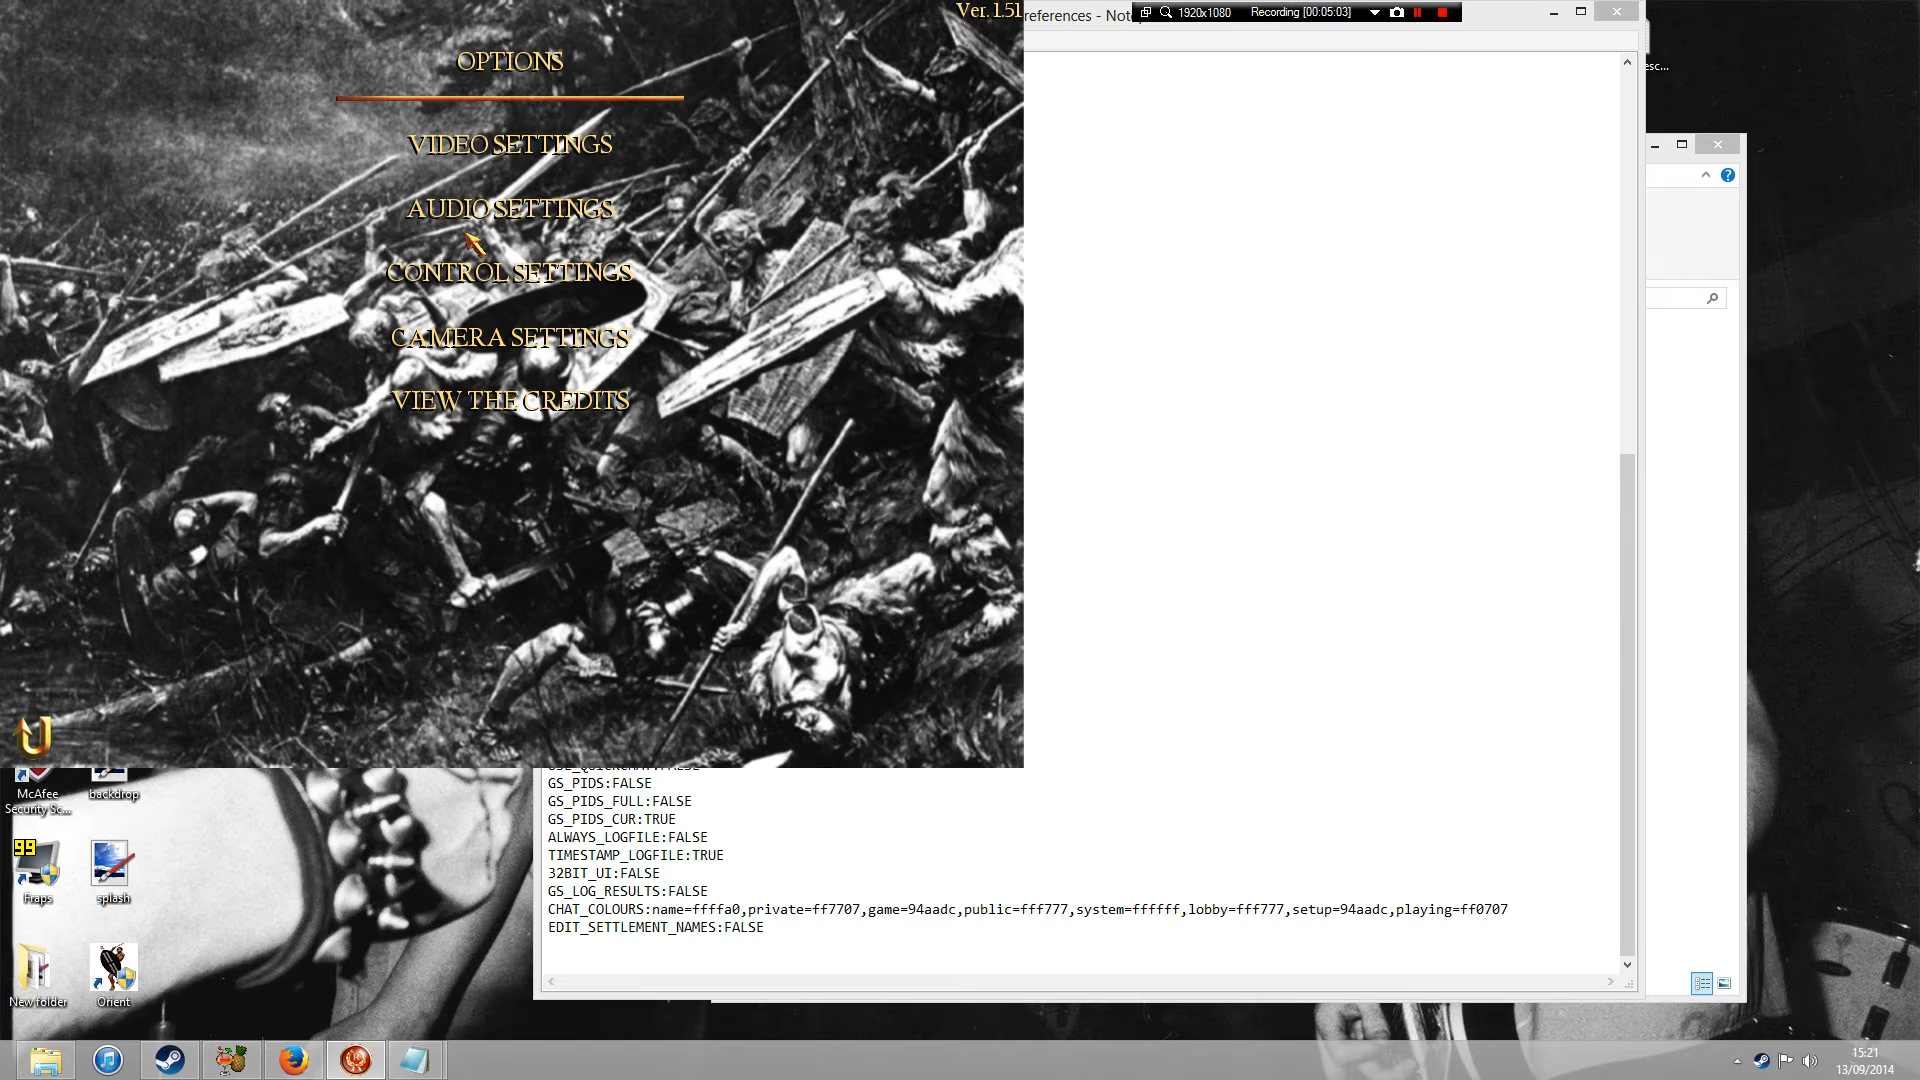 Ver. 1.51
references - Note
1920x1080
Recording [00:05:03]
OPTIONS
VIDEO SETTINGS
AUDIO SETTINGS
CONTROL SETTINGS
CAMERA SETTINGS
VIEW THE CREDITS
esc...
GS_PIDS:FALSE
GS_PIDS_FULL:FALSE
GS_PIDS_CUR:TRUE
ALWAYS_LOGFILE:FALSE
TIMESTAMP_LOGFILE:TRUE
32BIT_UI:FALSE
GS_LOG_RESULTS:FALSE
CHAT_COLOURS:name=ffffa0,private=ff7707,game=94aadc,public=fff777,system=ffffff,lobby=fff777,setup=94aadc,playing=ff0707
EDIT_SETTLEMENT_NAMES:FALSE
McAfee
Security Sc...
backdrop
99
Fraps
splash
New folder
Orient
15:21
13/09/2014